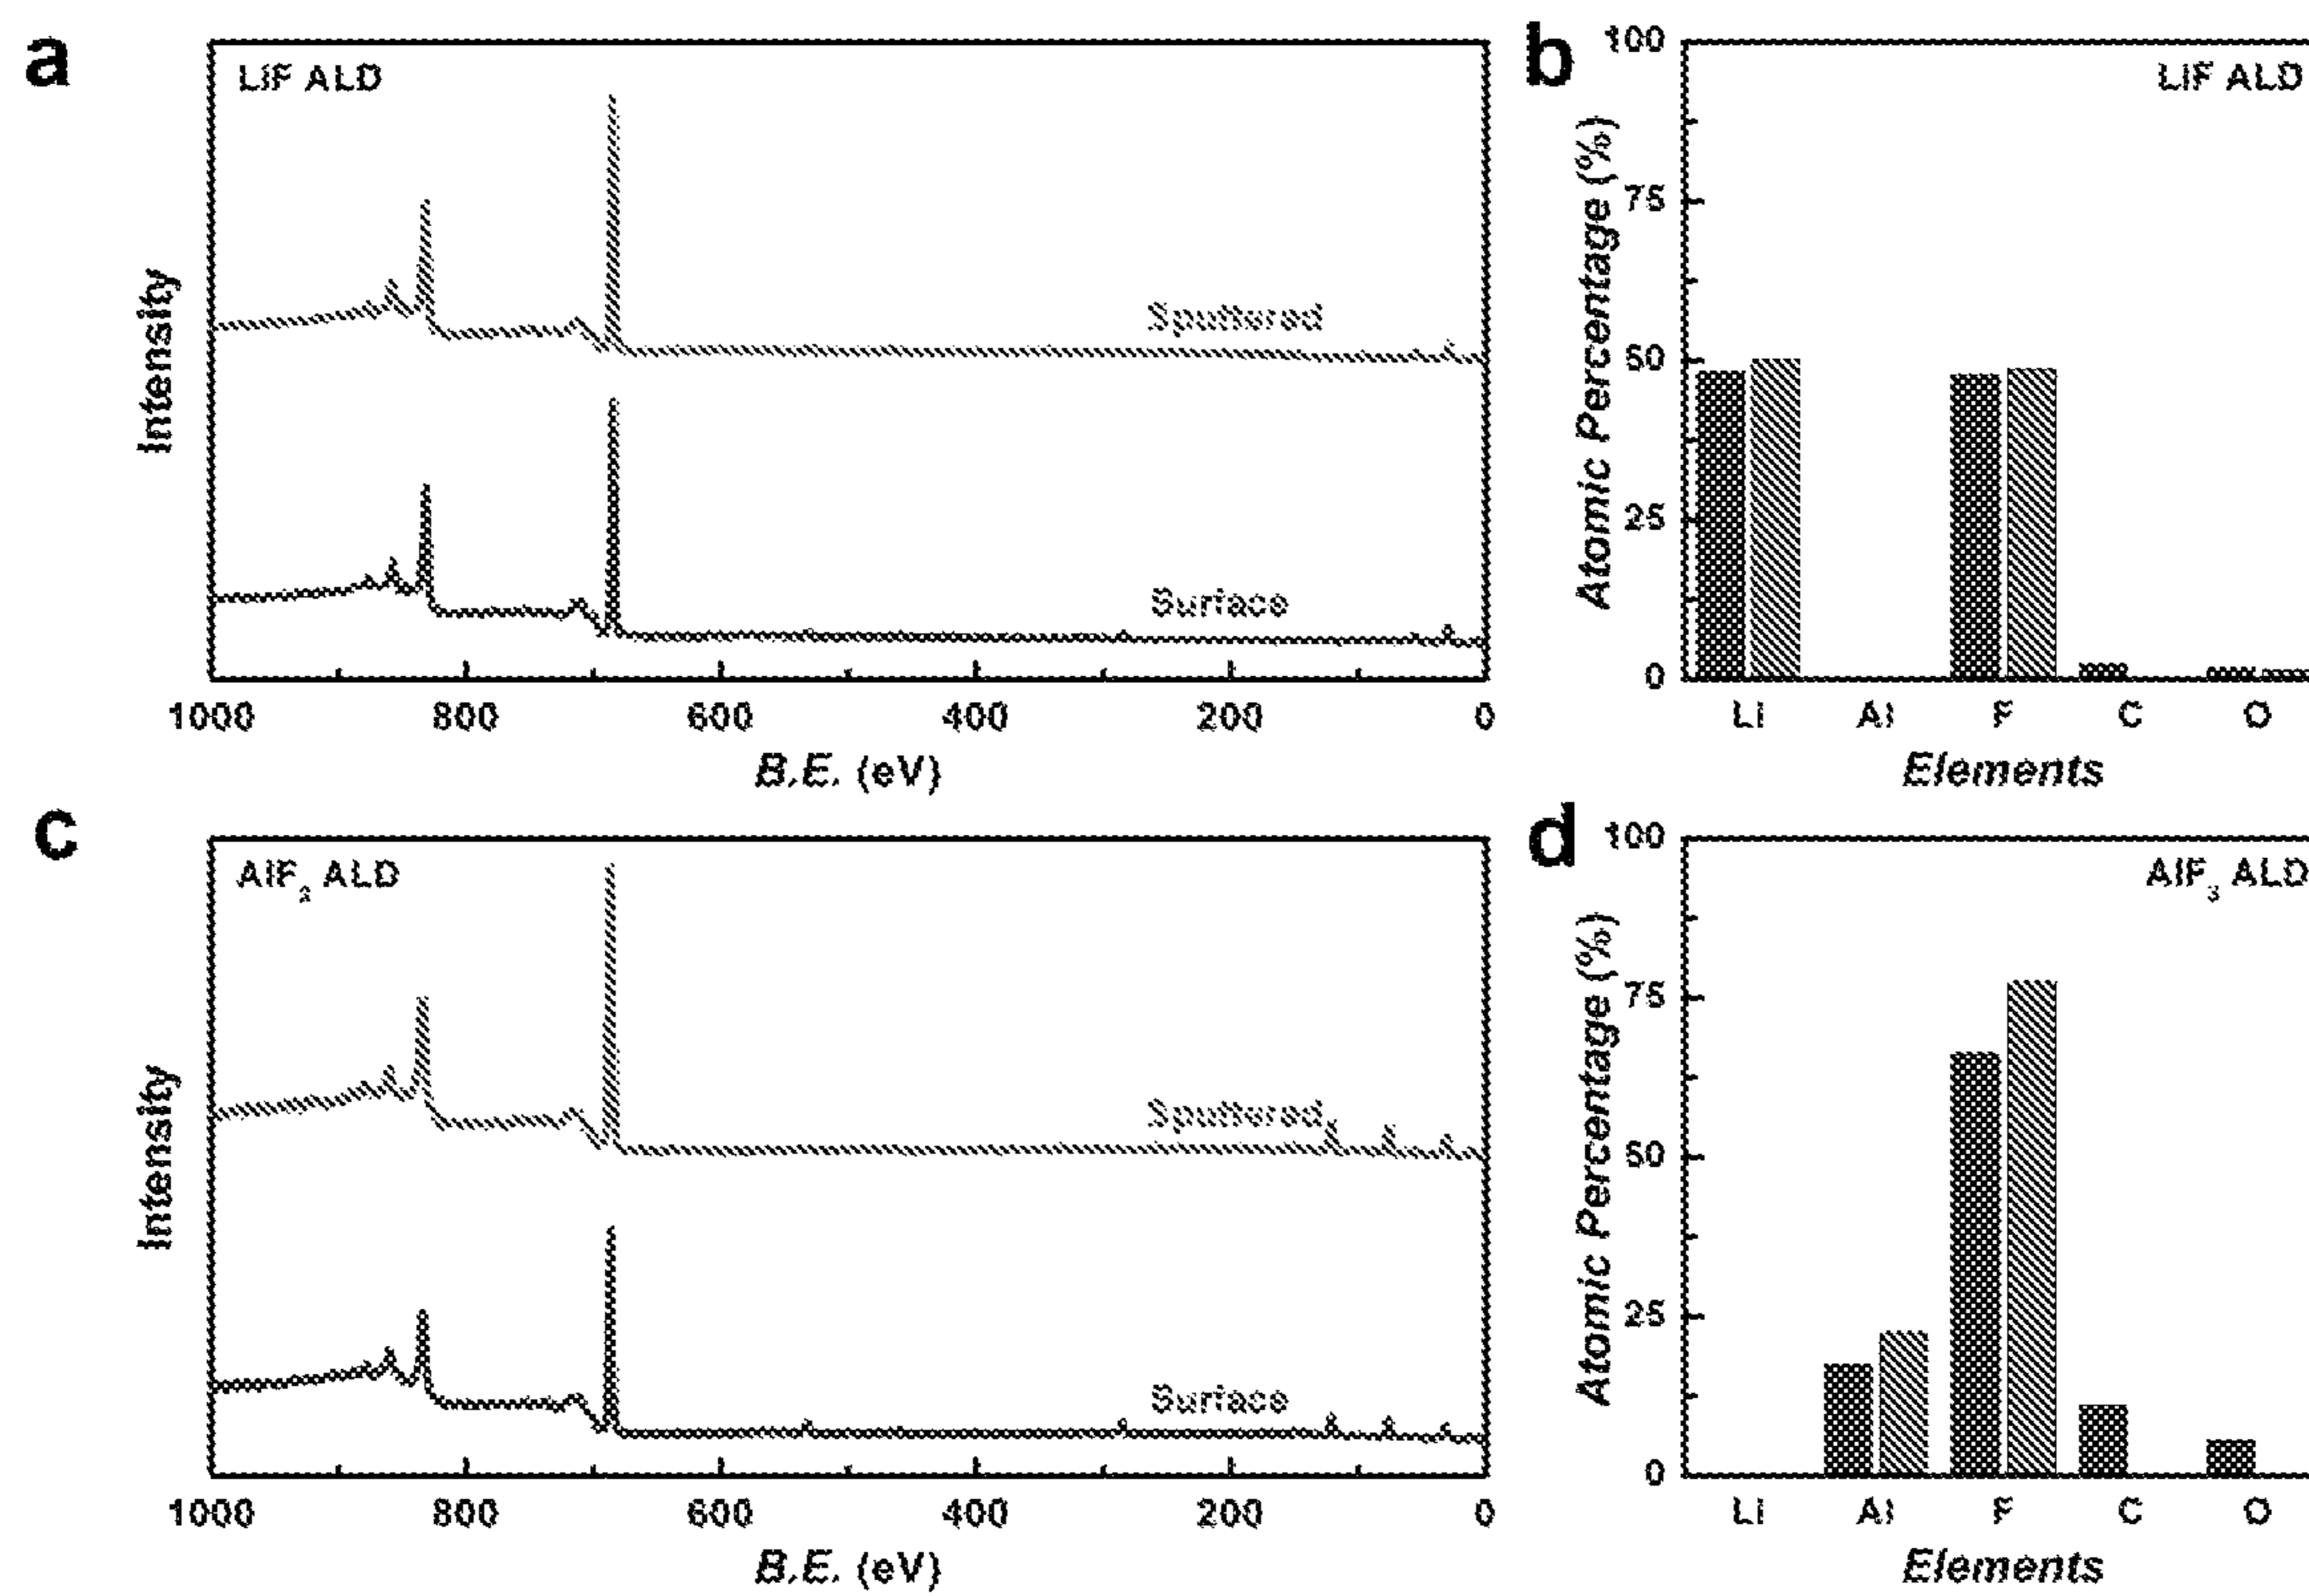 a
LiF ALD
Intensity
Sputtered
Surface
1000 800 600 400 200 0
B.E. (eV)
b
LiF ALD
Atomic Percentage (%)
100
75
50
25
0
Li Al F C O
Elements
c
AlF3 ALD
Intensity
Sputtered
Surface
1000 800 600 400 200 0
B.E. (eV)
d
AlF3 ALD
Atomic Percentage (%)
100
75
50
25
0
Li Al F C O
Elements